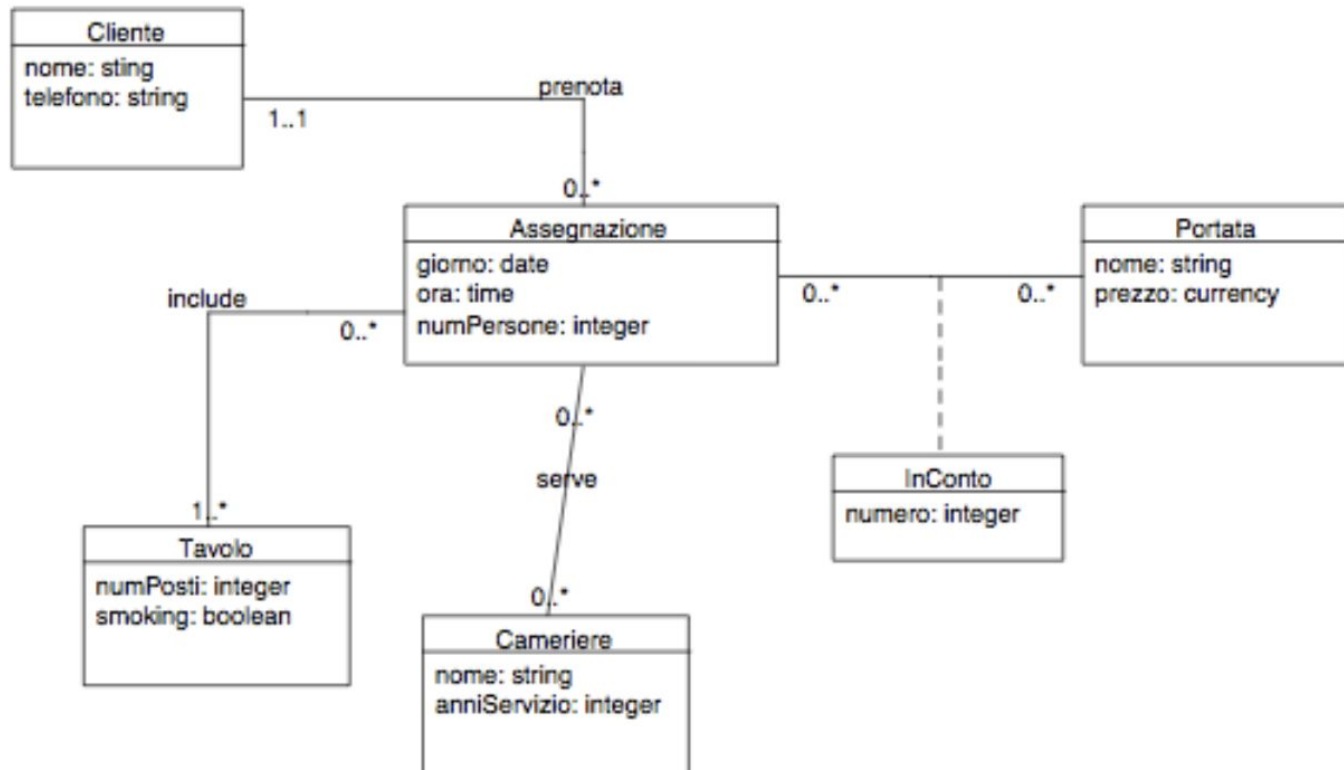 Cliente
nome: sting
telefono: string
prenota
1..1
0..*
Assegnazione
giorno: date
ora: time
numPersone: integer
Portata
nome: string
prezzo: currency
0..*
0..*
include
0..*
0..*
serve
InConto
numero: integer
1..*
Tavolo
numPosti: integer
smoking: boolean
0..*
Cameriere
nome: string
anniServizio: integer